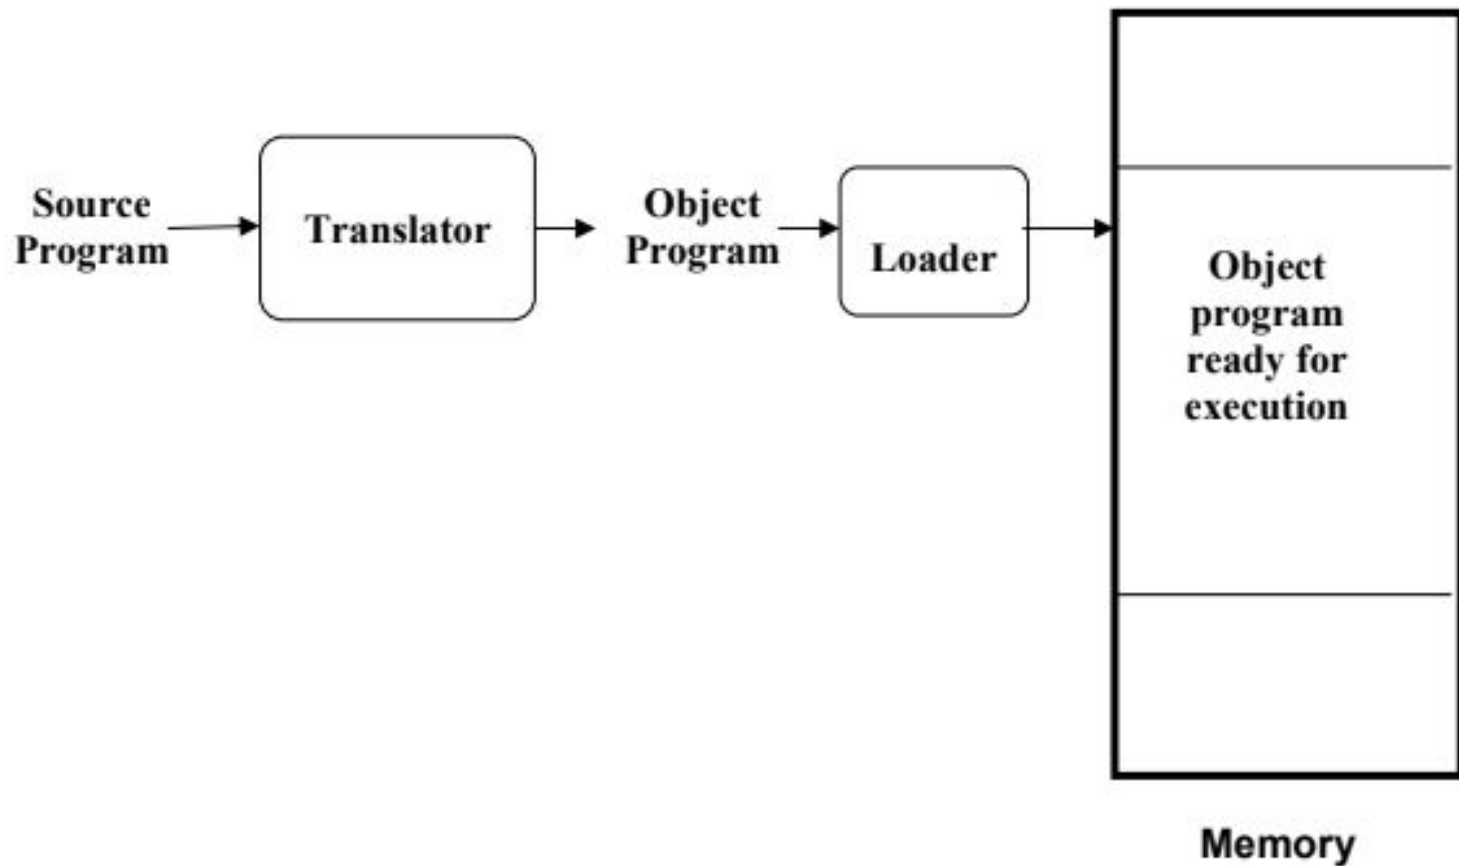 Source
Program
Translator
Object
Program
Loader
Object
program
ready for
execution
Memory